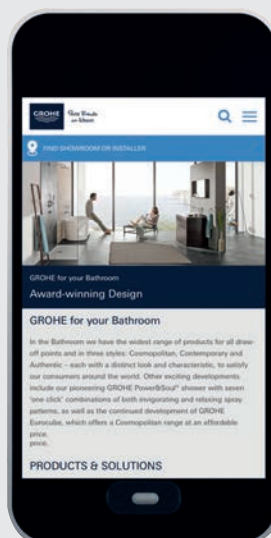 GROHE
Pure Freude
an Wasser
FIND SHOWROOM OR INSTALLER
GROHE for your Bathroom
Award-winning Design
GROHE for your Bathroom
In the Bathroom we have the widest range of products for all draw-
off points and in three styles: Cosmopolitan, Contemporary and
Authentic – each with a distinct look and characteristic, to satisfy
our consumers around the world. Other exciting developments
include our pioneering GROHE Power&Soul® shower with seven
'one click' combinations of both invigorating and relaxing spray
patterns, as well as the continued development of GROHE
Eurocube, which offers a Cosmopolitan range at an affordable
price.
price.
PRODUCTS & SOLUTIONS